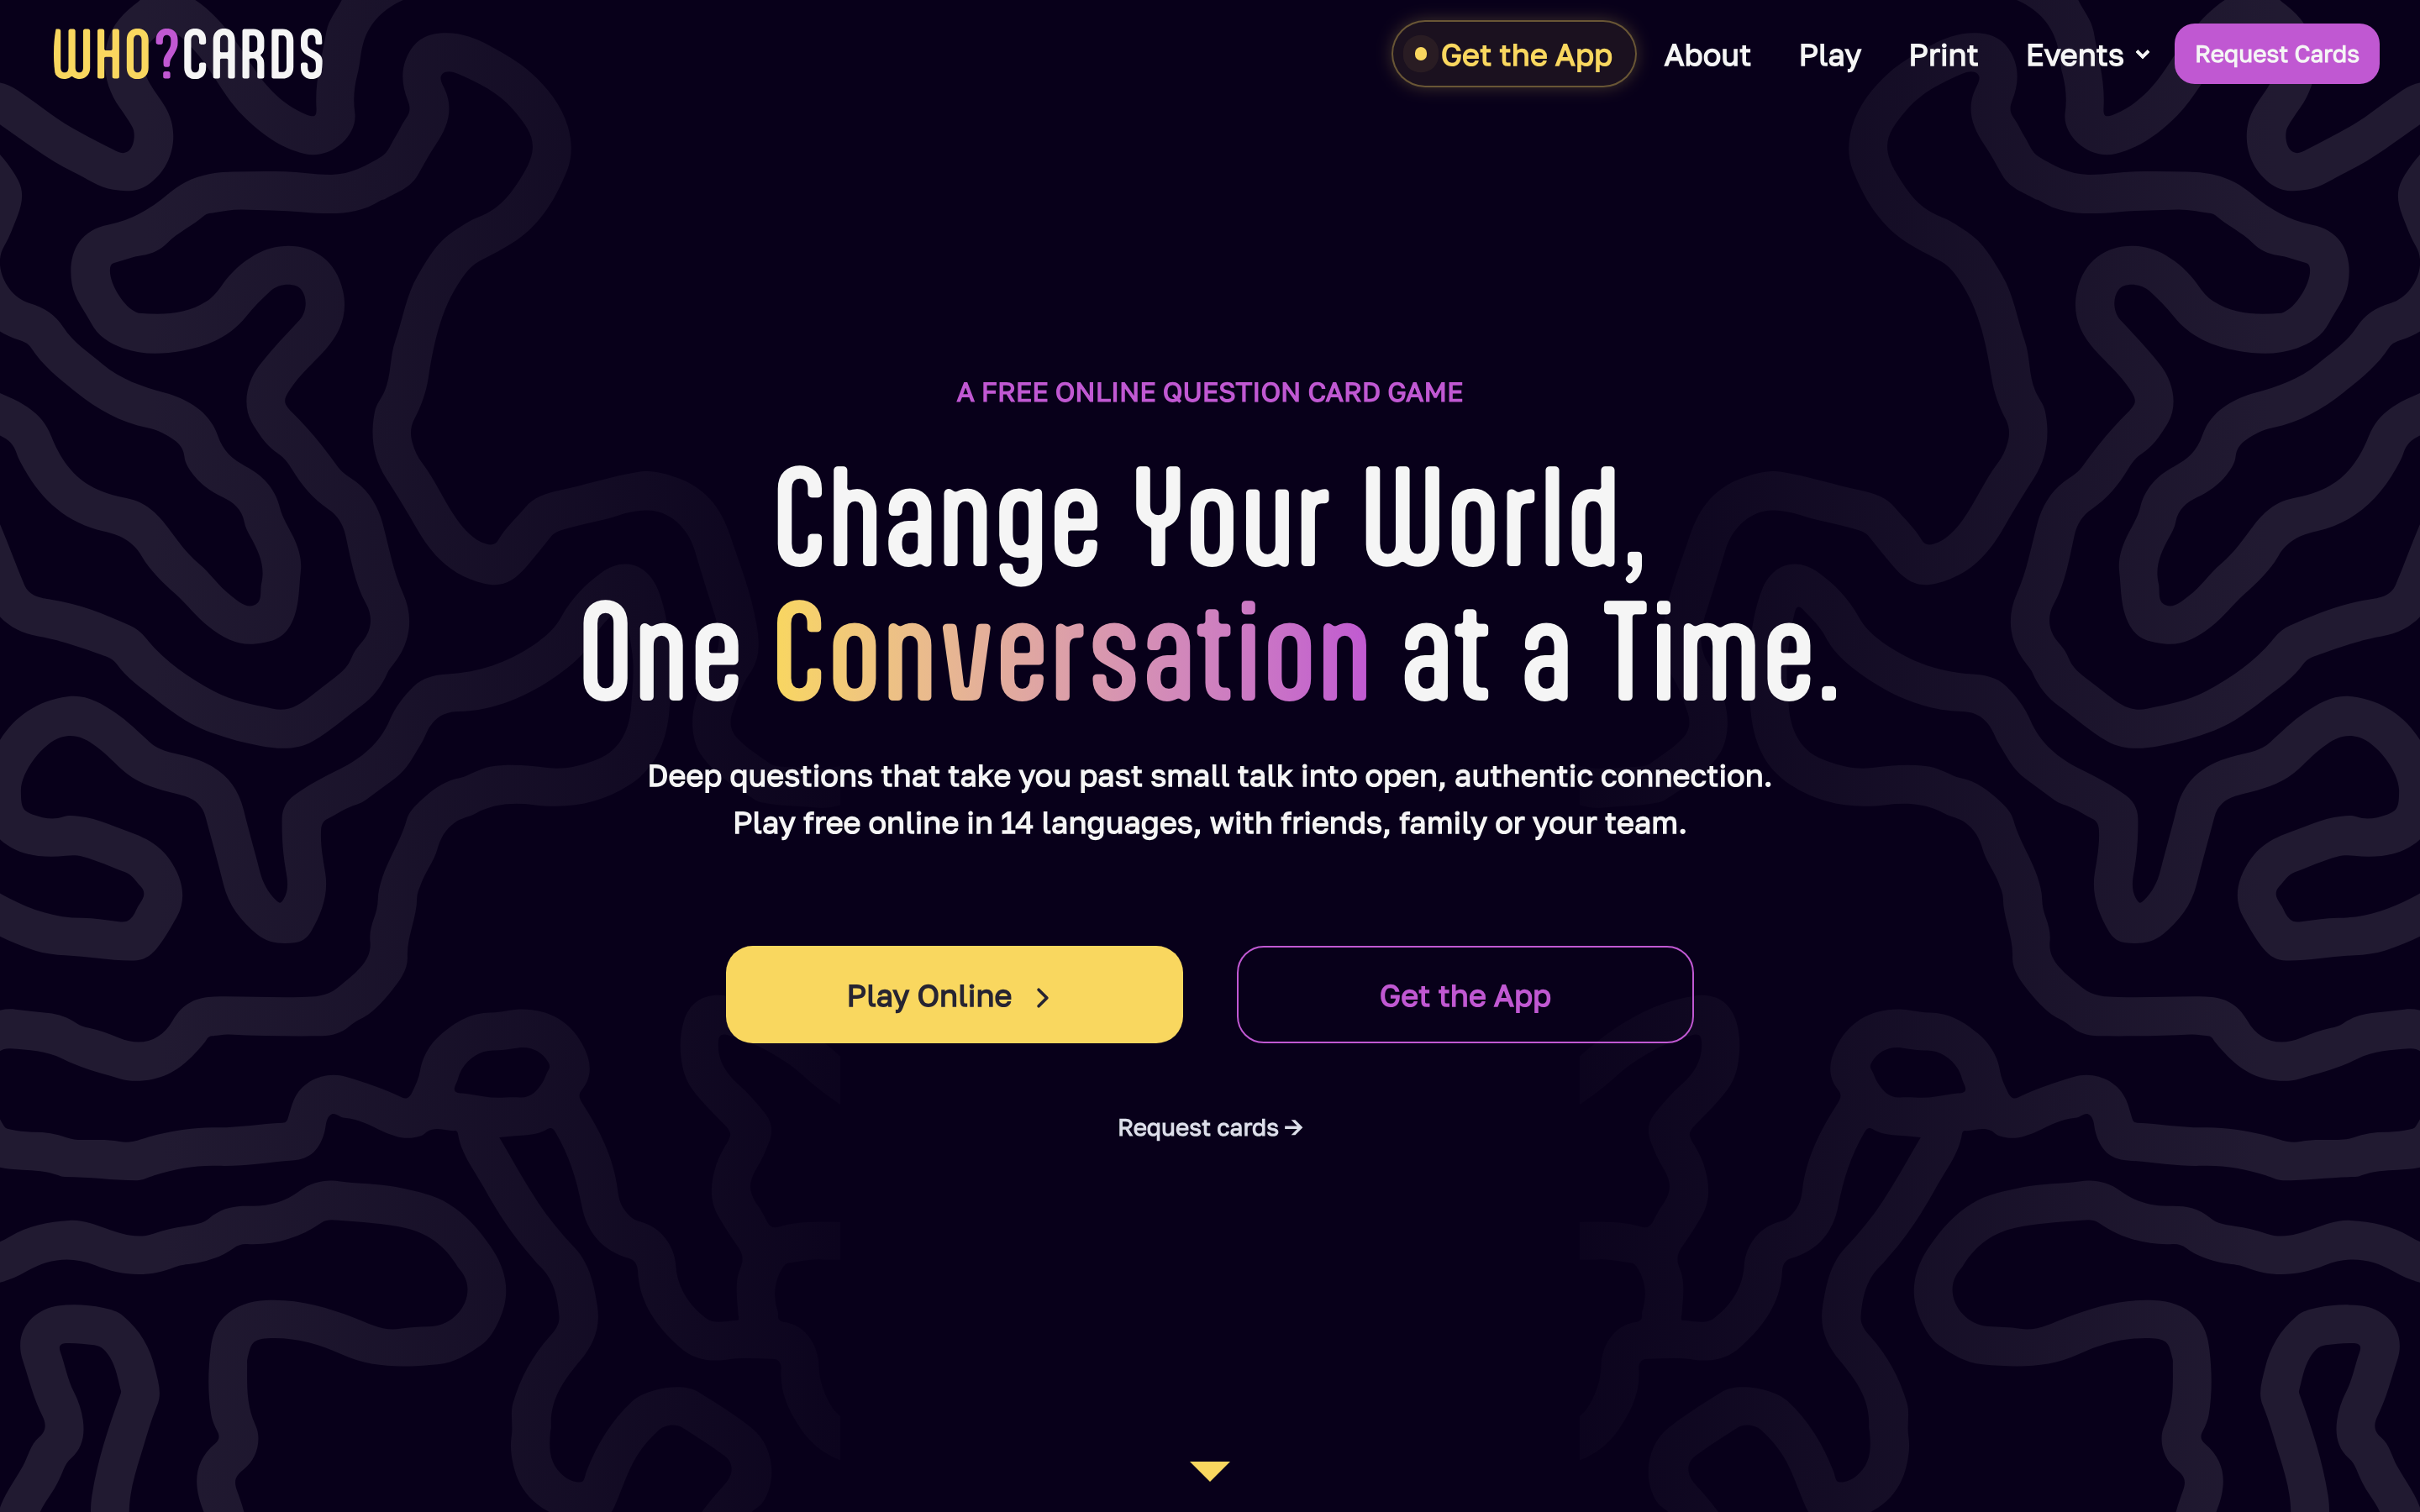 WHO?CARDS
Get the App
About
Play
Print
Events
Request Cards
A FREE ONLINE QUESTION CARD GAME
Change Your World,
One Conversation at a Time.
Deep questions that take you past small talk into open, authentic connection.
Play free online in 14 languages, with friends, family or your team.
Play Online
Get the App
Request cards →